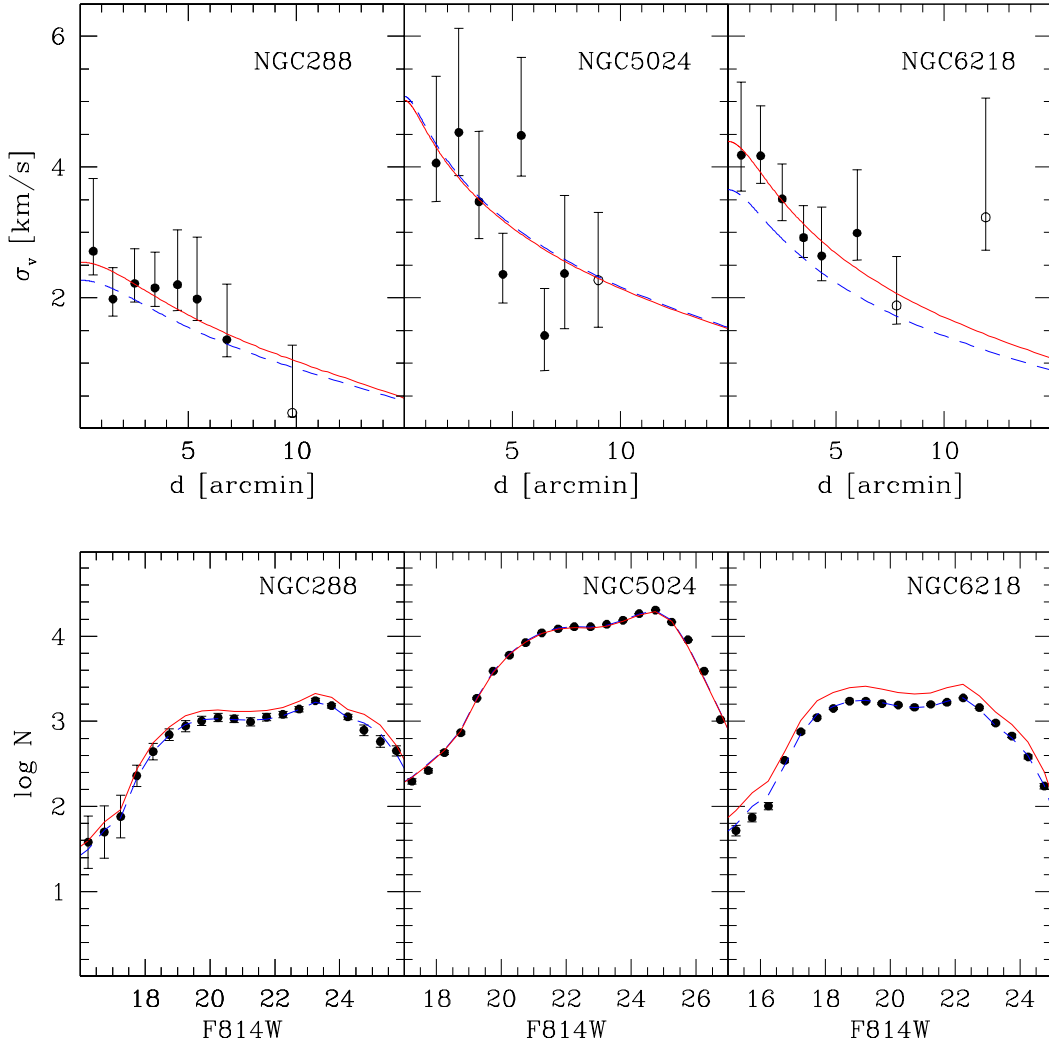 NGC288 NGC5024 NGC6218
6
4
2
σv [km/s]
5 10 5 10 5 10
d [arcmin] d [arcmin] d [arcmin]
NGC288 NGC5024 NGC6218
4
3
2
1
log N
18 20 22 24 18 20 22 24 26 16 18 20 22 24
F814W F814W F814W